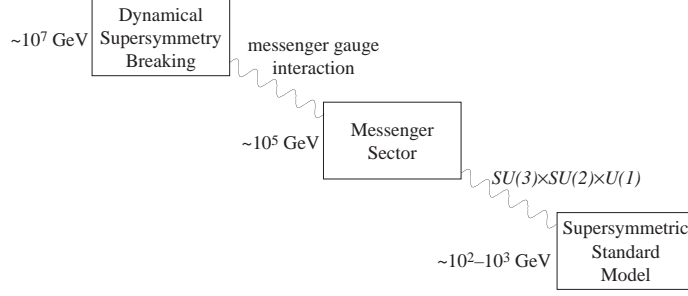 Dynamical
Supersymmetry
Breaking
~10⁷ GeV
messenger gauge
interaction
Messenger
Sector
~10⁵ GeV
SU(3)×SU(2)×U(1)
Supersymmetric
Standard
Model
~10²–10³ GeV